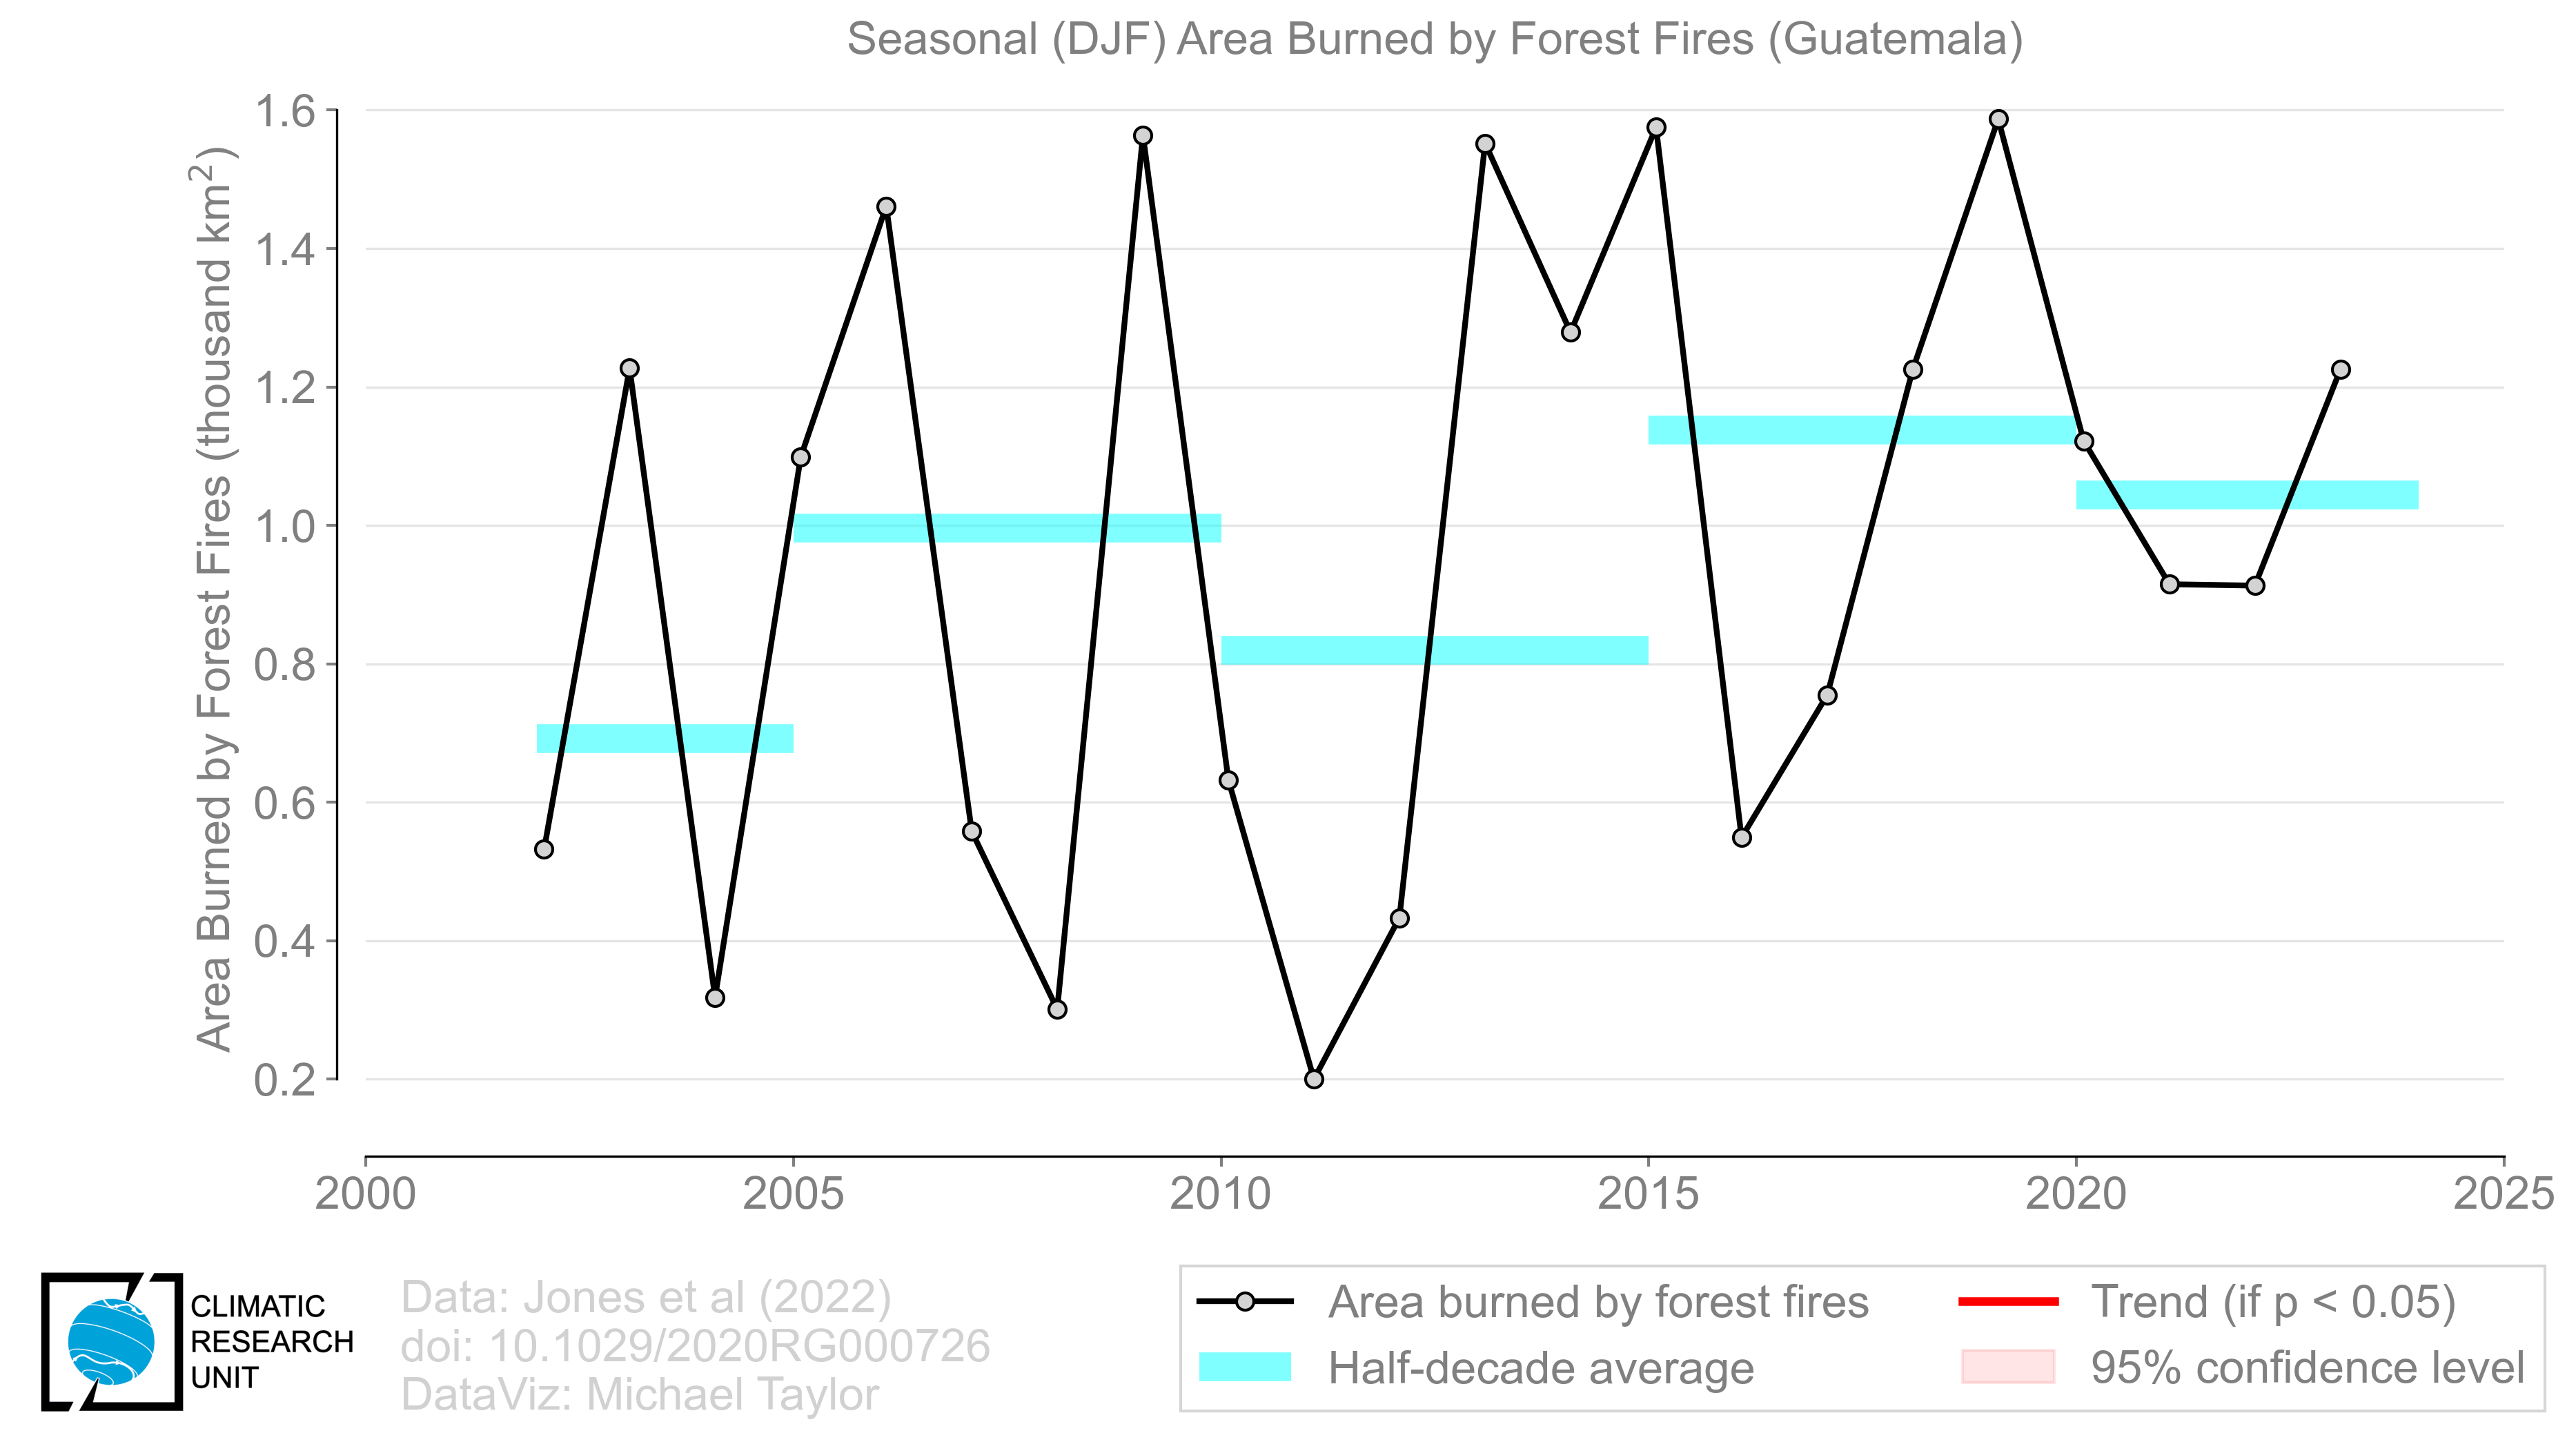 Seasonal (DJF) Area Burned by Forest Fires (Guatemala)
Area Burned by Forest Fires (thousand km²)
1.6
1.4
1.2
1.0
0.8
0.6
0.4
0.2
2000 2005 2010 2015 2020 2025
CLIMATIC
RESEARCH
UNIT
Data: Jones et al (2022)
doi: 10.1029/2020RG000726
DataViz: Michael Taylor
Area burned by forest fires
Half-decade average
Trend (if p < 0.05)
95% confidence level